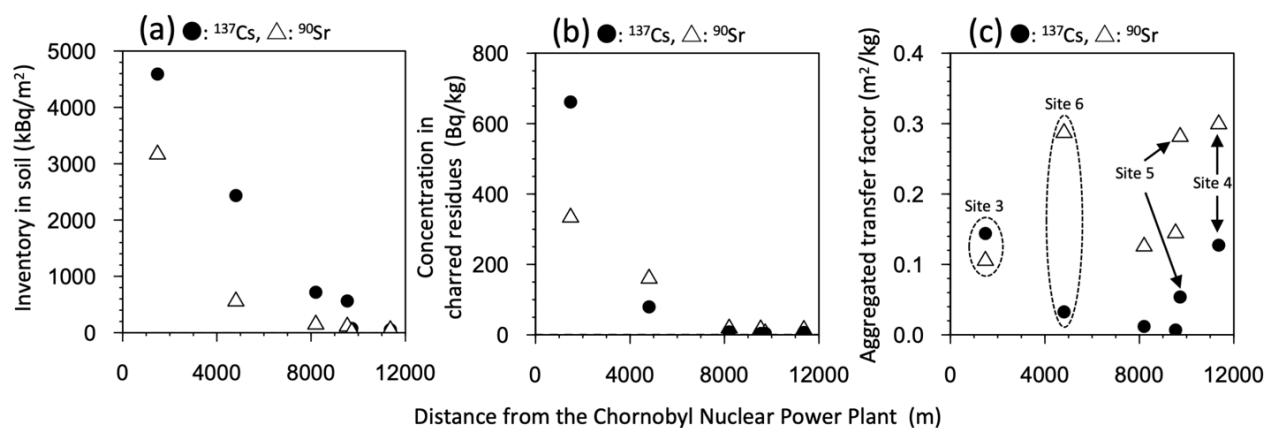 (a) ●: ¹³⁷Cs, △: ⁹⁰Sr
Inventory in soil (kBq/m²)
5000
4000
3000
2000
1000
0
0 4000 8000 12000
(b) ●: ¹³⁷Cs, △: ⁹⁰Sr
Concentration in
charred residues (Bq/kg)
800
600
400
200
0
0 4000 8000 12000
(c) ●: ¹³⁷Cs, △: ⁹⁰Sr
Aggregated transfer factor (m²/kg)
0.4
0.3
0.2
0.1
0.0
Site 6
Site 5
Site 4
Site 3
0 4000 8000 12000
Distance from the Chornobyl Nuclear Power Plant (m)